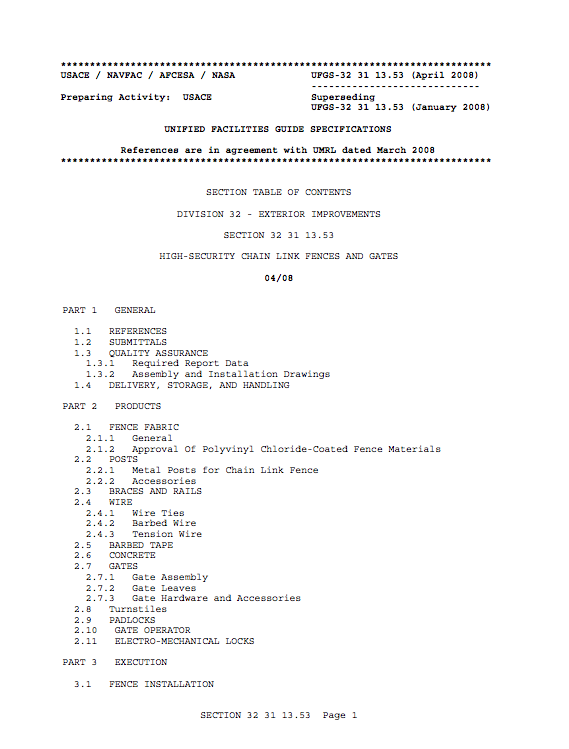 **************************************************************************
USACE / NAVFAC / AFCESA / NASA UFGS-32 31 13.53 (April 2008)
-----------------------------
Preparing Activity: USACE Superseding
UFGS-32 31 13.53 (January 2008)
UNIFIED FACILITIES GUIDE SPECIFICATIONS
References are in agreement with UMRL dated March 2008
**************************************************************************
SECTION TABLE OF CONTENTS
DIVISION 32 - EXTERIOR IMPROVEMENTS
SECTION 32 31 13.53
HIGH-SECURITY CHAIN LINK FENCES AND GATES
04/08
PART 1 GENERAL
1.1 REFERENCES
1.2 SUBMITTALS
1.3 QUALITY ASSURANCE
1.3.1 Required Report Data
1.3.2 Assembly and Installation Drawings
1.4 DELIVERY, STORAGE, AND HANDLING
PART 2 PRODUCTS
2.1 FENCE FABRIC
2.1.1 General
2.1.2 Approval Of Polyvinyl Chloride-Coated Fence Materials
2.2 POSTS
2.2.1 Metal Posts for Chain Link Fence
2.2.2 Accessories
2.3 BRACES AND RAILS
2.4 WIRE
2.4.1 Wire Ties
2.4.2 Barbed Wire
2.4.3 Tension Wire
2.5 BARBED TAPE
2.6 CONCRETE
2.7 GATES
2.7.1 Gate Assembly
2.7.2 Gate Leaves
2.7.3 Gate Hardware and Accessories
2.8 Turnstiles
2.9 PADLOCKS
2.10 GATE OPERATOR
2.11 ELECTRO-MECHANICAL LOCKS
PART 3 EXECUTION
3.1 FENCE INSTALLATION
SECTION 32 31 13.53 Page 1